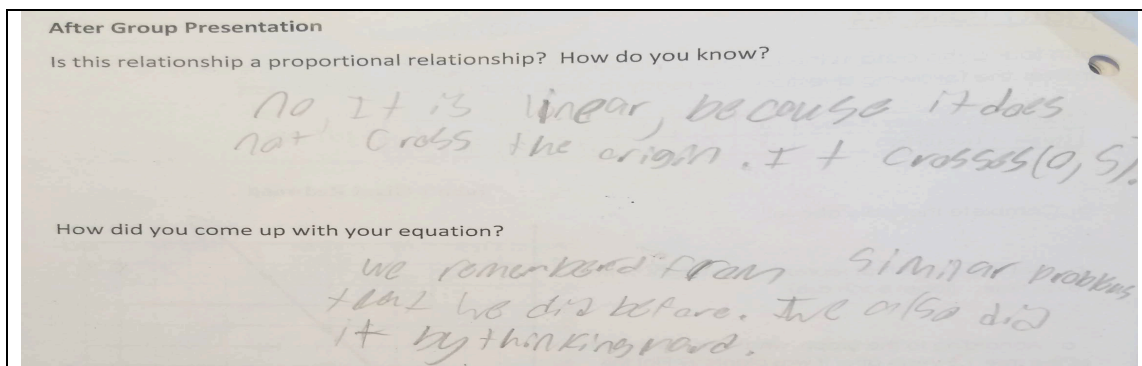 After Group Presentation
Is this relationship a proportional relationship? How do you know?
no, It is linear, because it does
not cross the origin. It crosses (0, 5).
How did you come up with your equation?
we remembered from similar problems
that we did before. We also did
it by thinking hard.